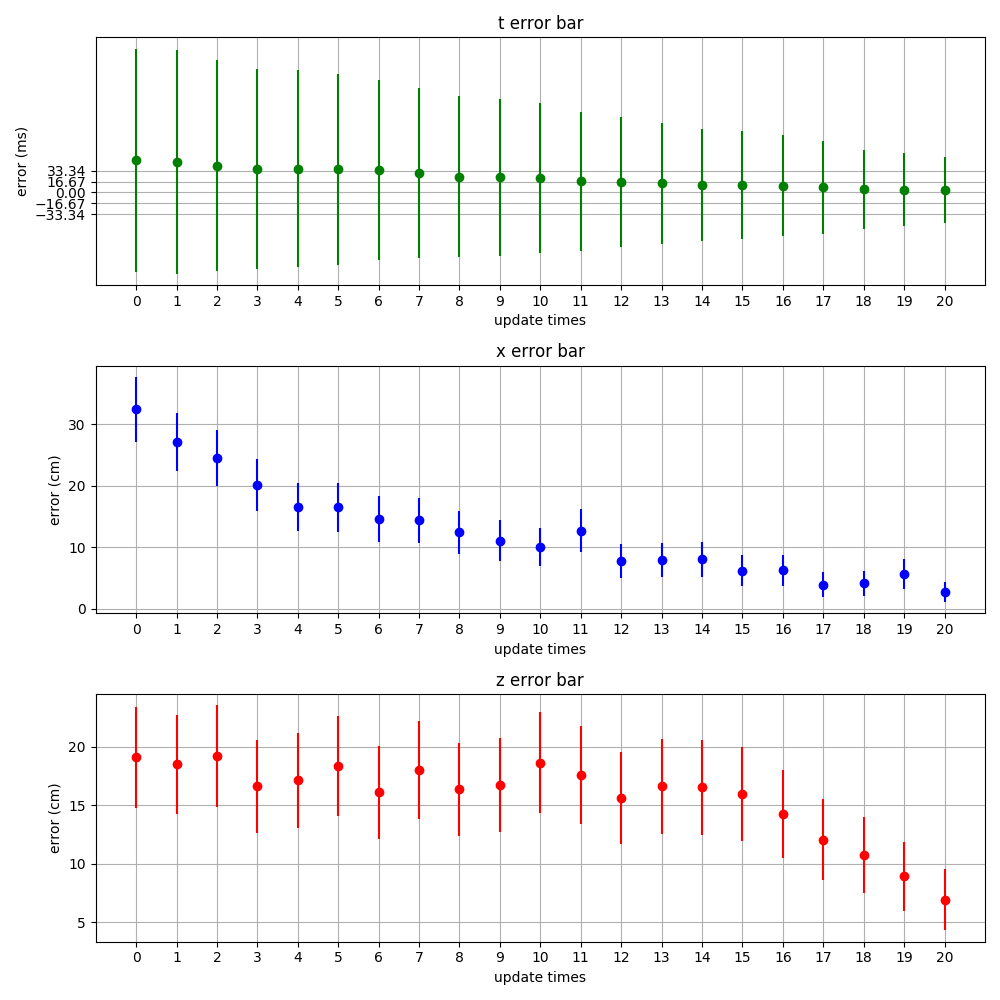 t error bar
error (ms)
33.34
16.67
0.00
−16.67
−33.34
0 1 2 3 4 5 6 7 8 9 10 11 12 13 14 15 16 17 18 19 20
update times
x error bar
error (cm)
30
20
10
0
0 1 2 3 4 5 6 7 8 9 10 11 12 13 14 15 16 17 18 19 20
update times
z error bar
error (cm)
20
15
10
5
0 1 2 3 4 5 6 7 8 9 10 11 12 13 14 15 16 17 18 19 20
update times